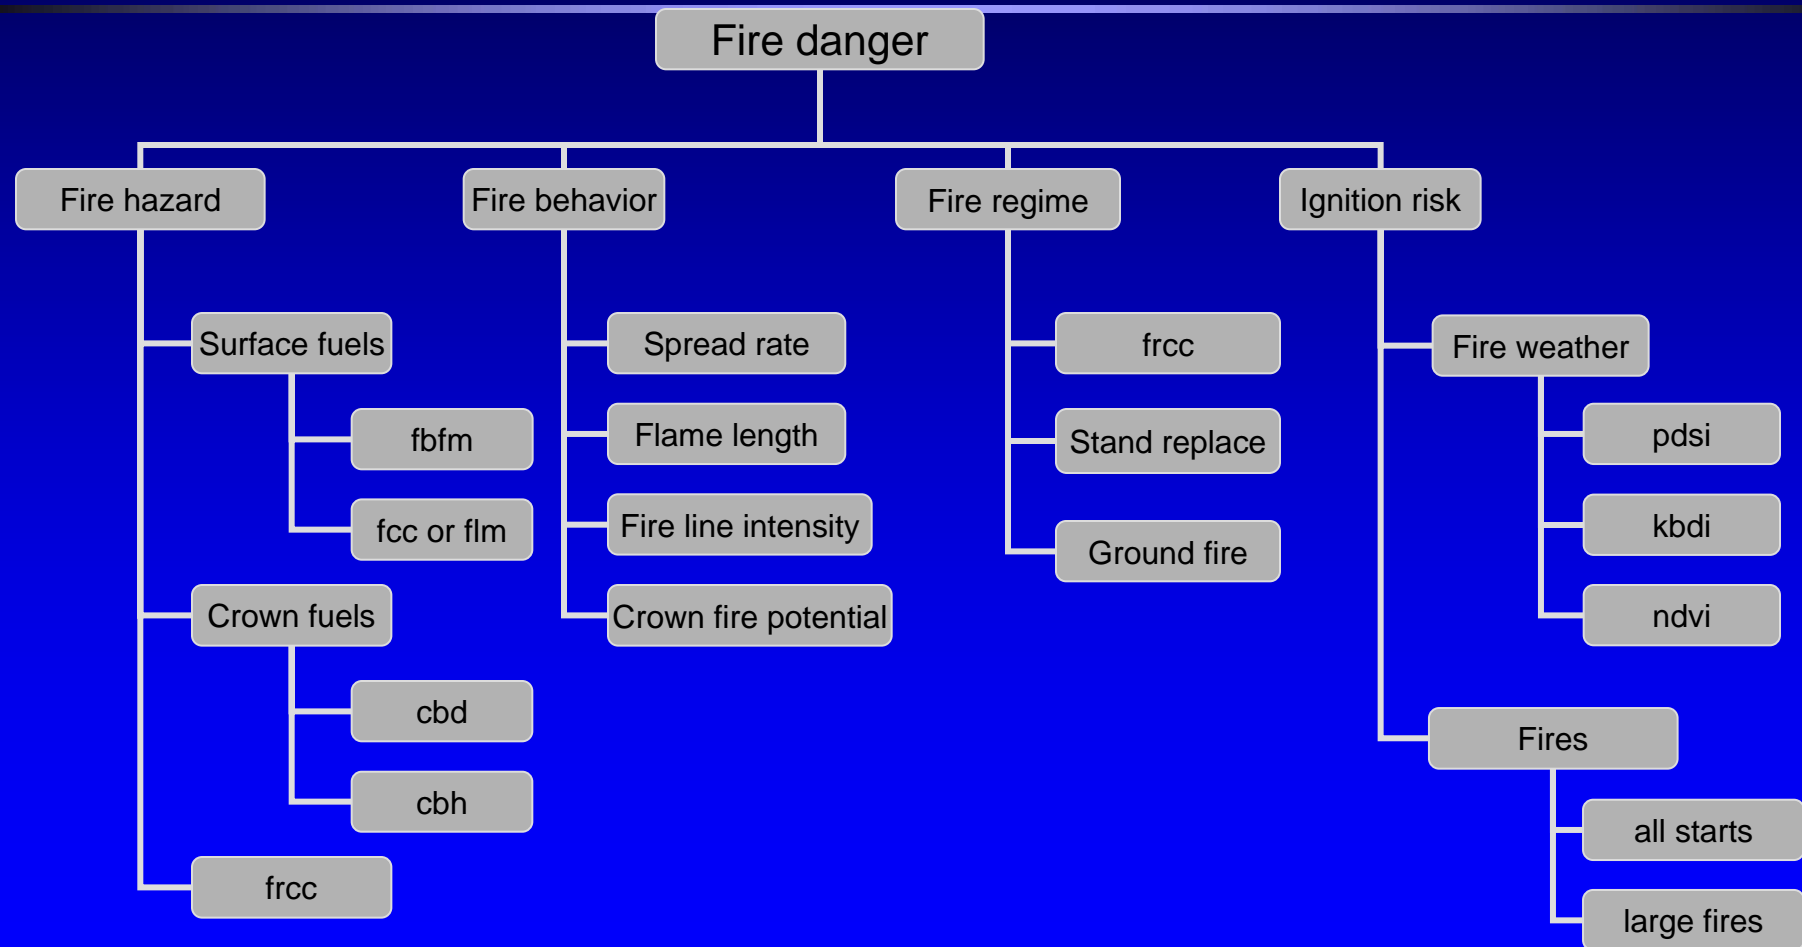 Fire danger
Fire hazard
Fire behavior
Fire regime
Ignition risk
Surface fuels
fbfm
fcc or flm
Crown fuels
cbd
cbh
frcc
Spread rate
Flame length
Fire line intensity
Crown fire potential
frcc
Stand replace
Ground fire
Fire weather
pdsi
kbdi
ndvi
Fires
all starts
large fires